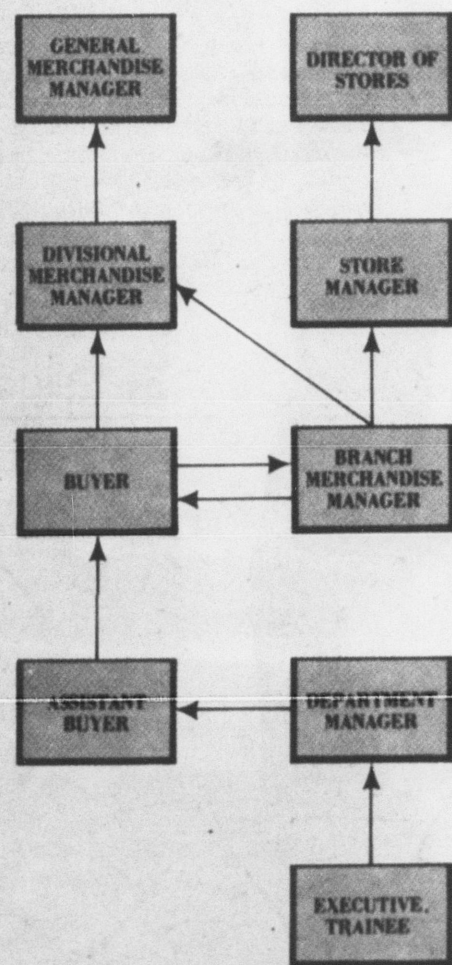 GENERAL
MERCHANDISE
MANAGER
DIRECTOR OF
STORES
DIVISIONAL
MERCHANDISE
MANAGER
STORE
MANAGER
BUYER
BRANCH
MERCHANDISE
MANAGER
ASSISTANT
BUYER
DEPARTMENT
MANAGER
EXECUTIVE
TRAINEE